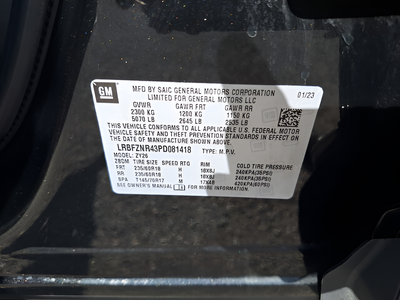 GM
MFD BY SAIC GENERAL MOTORS CORPORATION 01/23
LIMITED FOR GENERAL MOTORS LLC
GVWR GAWR FRT GAWR RR
2300 KG 1200 KG 1150 KG
5070 LB 2645 LB 2535 LB
THIS VEHICLE CONFORMS TO ALL APPLICABLE U.S. FEDERAL MOTOR
VEHICLE SAFETY, BUMPER, AND THEFT PREVENTION STANDARDS IN EFFECT ON
THE DATE OF MANUFACTURE SHOWN ABOVE.
LRBFZNR43PD081418 TYPE: M.P.V.
MODEL: ZY26
TIRE SIZE SPEED RTG RIM COLD TIRE PRESSURE
FRT 235/60R18 H 18X8J 240KPA(35PSI)
RR 235/60R18 H 18X8J 240KPA(35PSI)
SPA T145/70R17 M 17X4B 420KPA(60PSI)
SEE OWNER'S MANUAL FOR MORE INFORMATION.